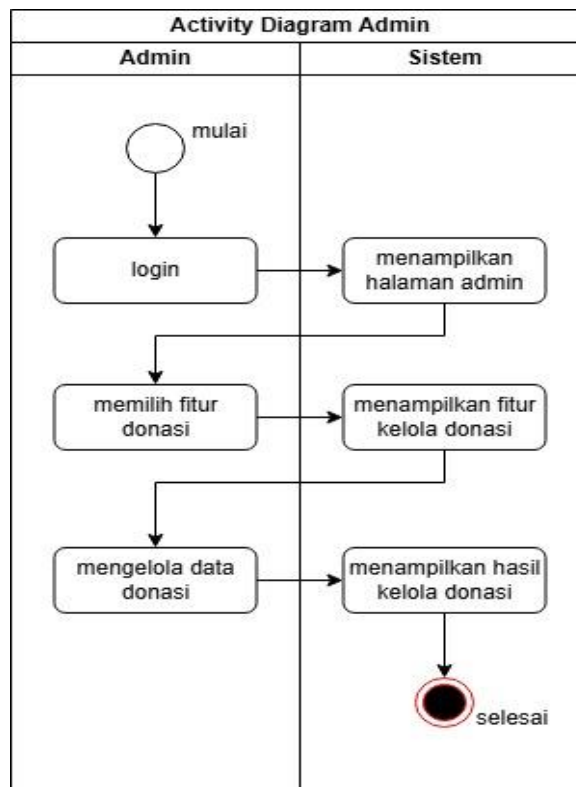 Activity Diagram Admin
Admin
Sistem
mulai
login
menampilkan
halaman admin
memilih fitur
donasi
menampilkan fitur
kelola donasi
mengelola data
donasi
menampilkan hasil
kelola donasi
selesai